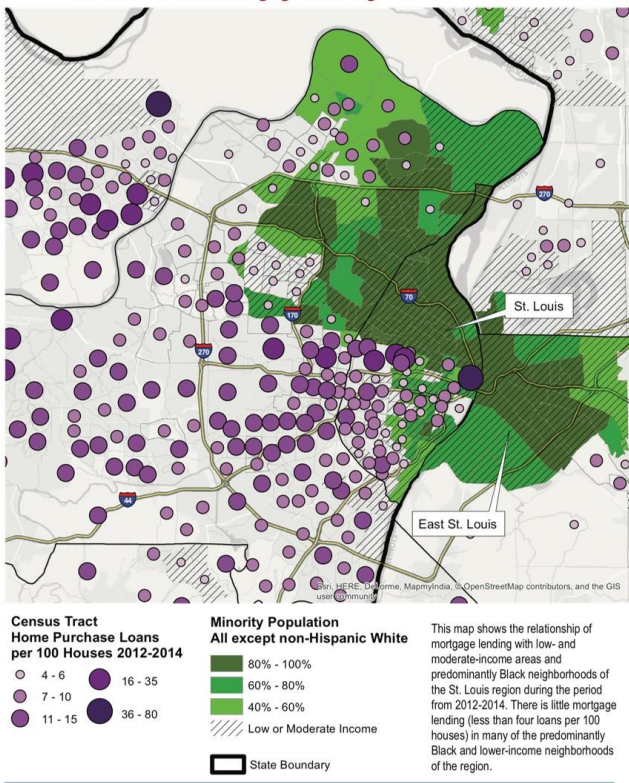 270
70
St. Louis
170
270
44
East St. Louis
Esri, HERE, DeLorme, MapmyIndia, © OpenStreetMap contributors, and the GIS
user community
Census Tract
Home Purchase Loans
per 100 Houses 2012-2014
4 - 6
7 - 10
11 - 15
16 - 35
36 - 80
Minority Population
All except non-Hispanic White
80% - 100%
60% - 80%
40% - 60%
Low or Moderate Income
State Boundary
This map shows the relationship of
mortgage lending with low- and
moderate-income areas and
predominantly Black neighborhoods of
the St. Louis region during the period
from 2012-2014. There is little mortgage
lending (less than four loans per 100
houses) in many of the predominantly
Black and lower-income neighborhoods
of the region.